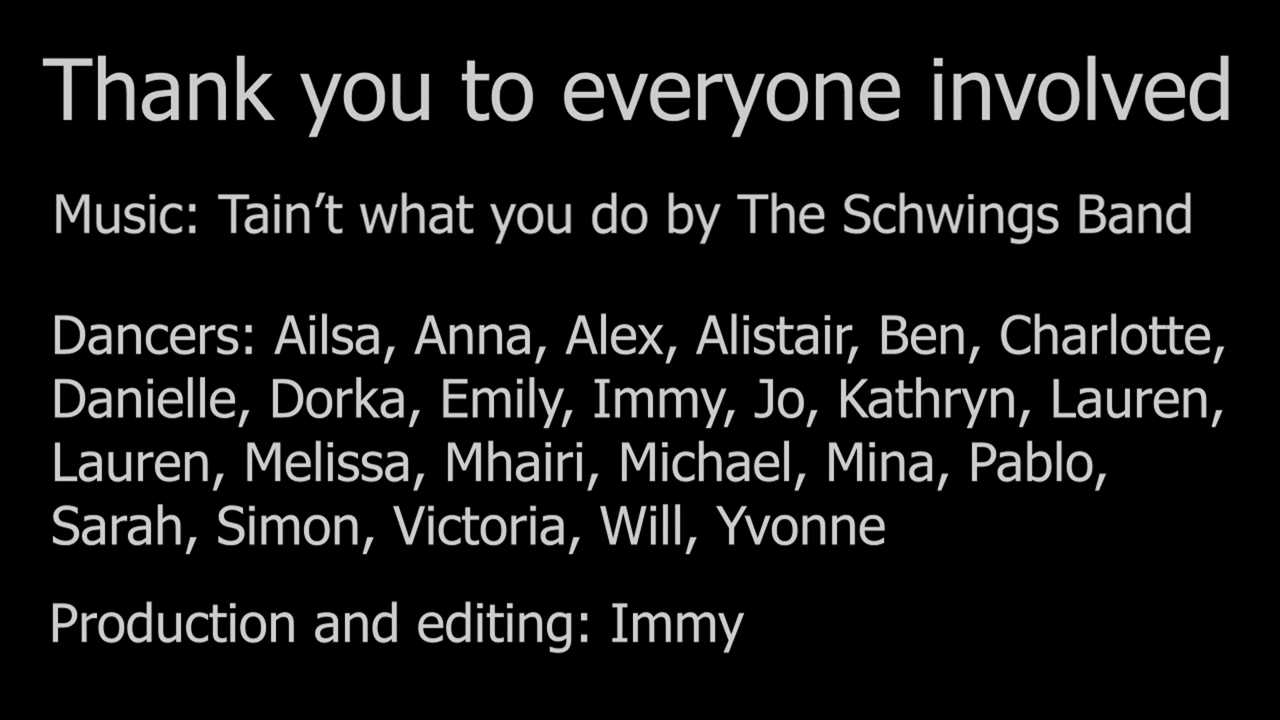 Thank you to everyone involved
Music: Tain’t what you do by The Schwings Band
Dancers: Ailsa, Anna, Alex, Alistair, Ben, Charlotte,
Danielle, Dorka, Emily, Immy, Jo, Kathryn, Lauren,
Lauren, Melissa, Mhairi, Michael, Mina, Pablo,
Sarah, Simon, Victoria, Will, Yvonne
Production and editing: Immy